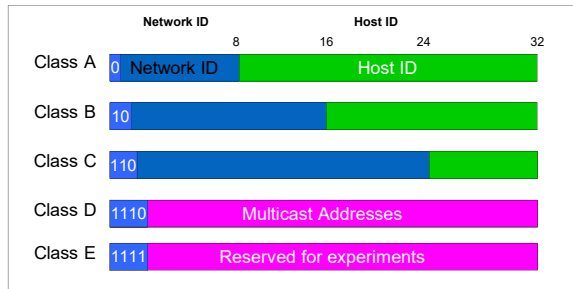 Network ID Host ID
8 16 24 32
Class A 0 Network ID Host ID
Class B 10
Class C 110
Class D 1110 Multicast Addresses
Class E 1111 Reserved for experiments